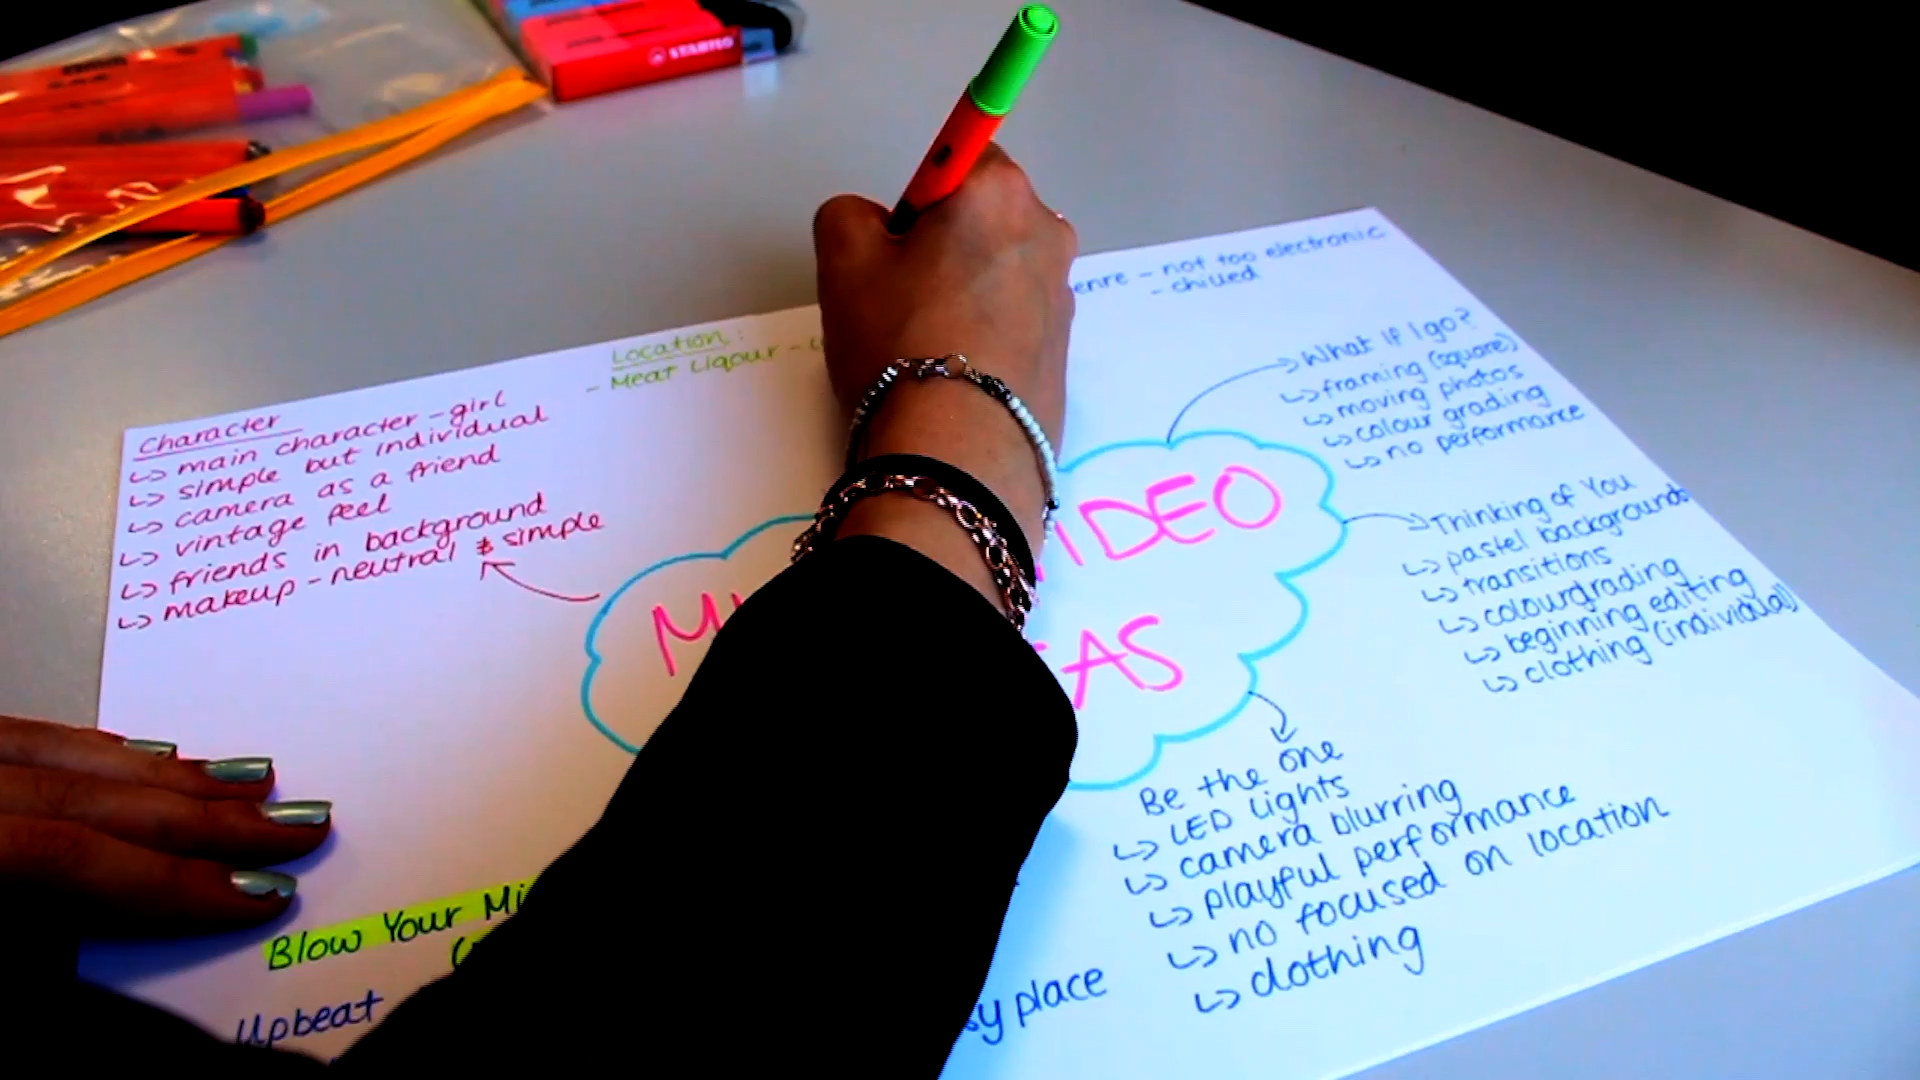 STABILO
Location:
- Meat Liqour -
enre - not too electronic
- chilled
Character
↳ main character - girl
↳ simple but individual
↳ camera as a friend
↳ vintage feel
↳ friends in background
↳ makeup - neutral & simple
What If I go?
↳ framing (square)
↳ moving photos
↳ colour grading
↳ no performance
IDEO
AS
Thinking of You
↳ pastel backgrounds
↳ transitions
↳ colourgrading
↳ beginning editing
↳ clothing (individual)
Be the one
↳ LED lights
↳ camera blurring
↳ playful performance
↳ no focused on location
↳ clothing
Blow Your Mi
Upbeat
sy place